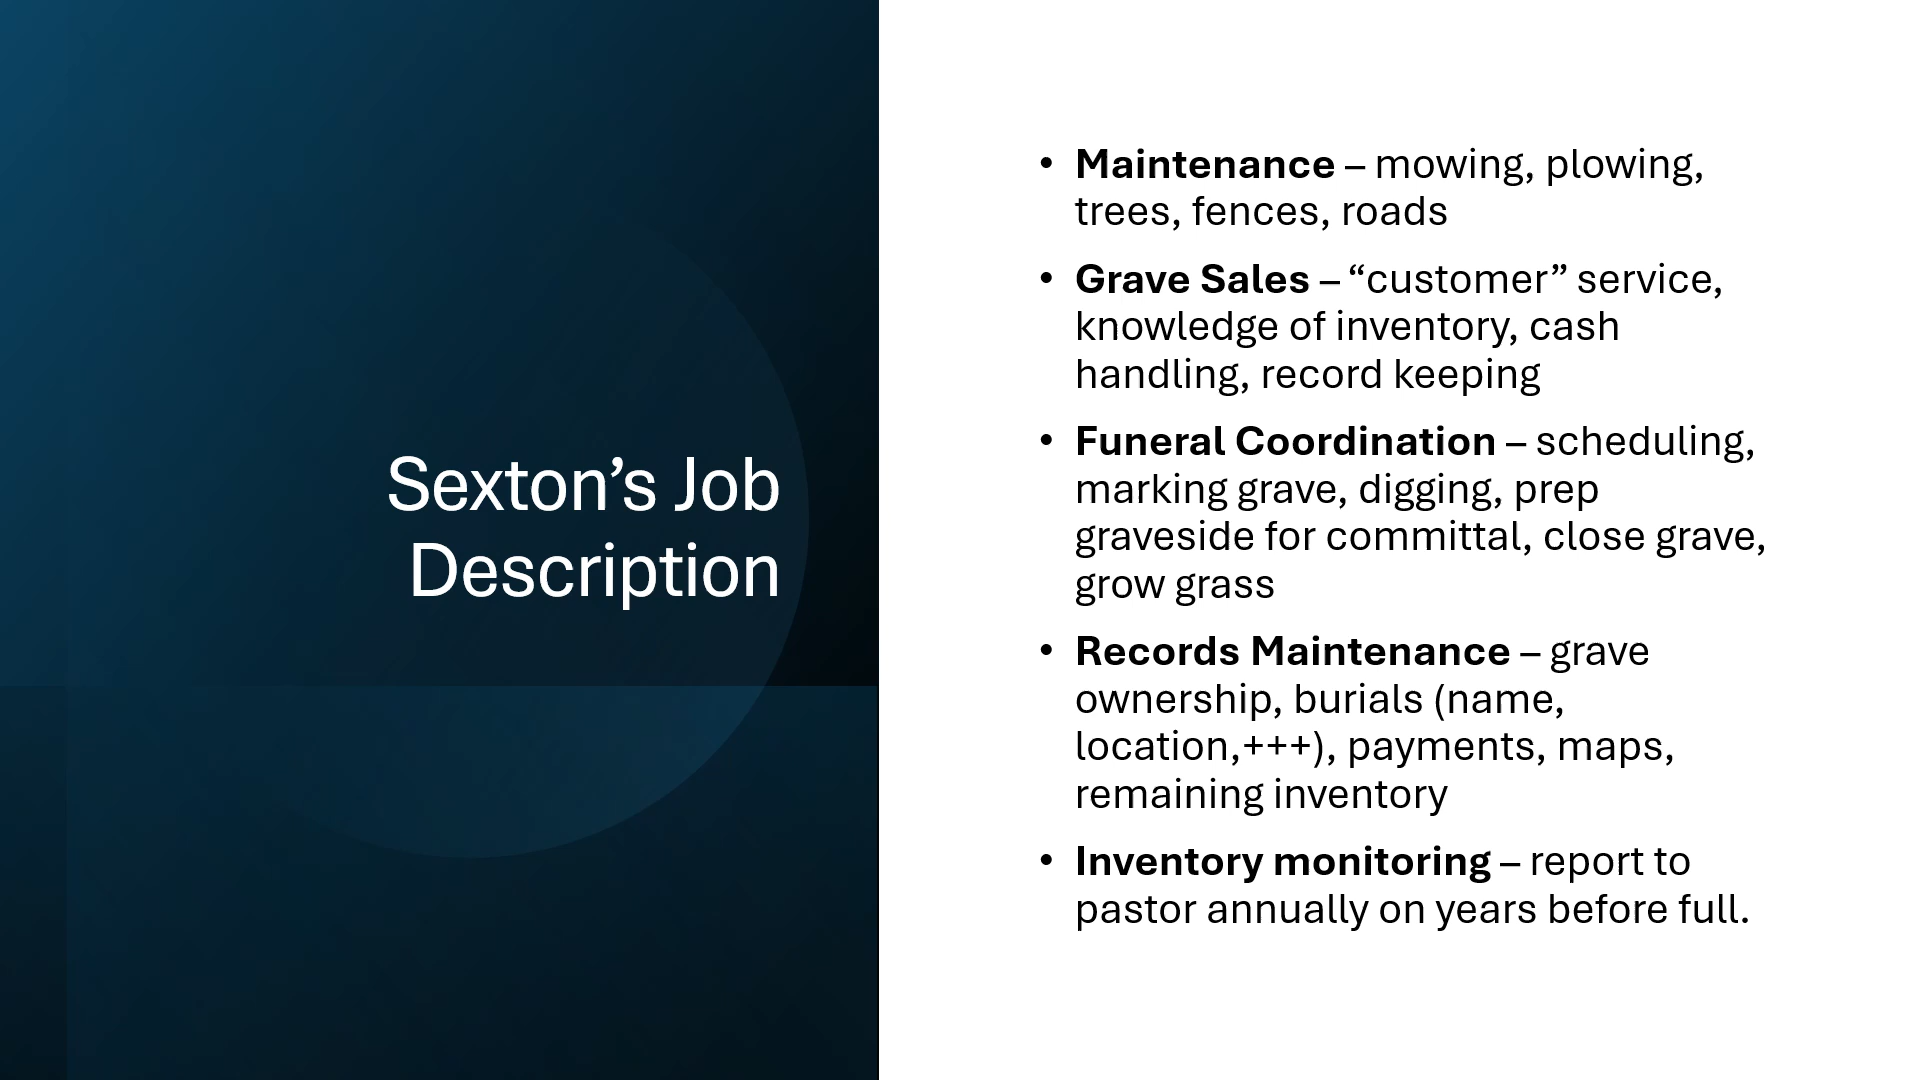 Sexton’s Job
Description
• Maintenance – mowing, plowing,
trees, fences, roads
• Grave Sales – “customer” service,
knowledge of inventory, cash
handling, record keeping
• Funeral Coordination – scheduling,
marking grave, digging, prep
graveside for committal, close grave,
grow grass
• Records Maintenance – grave
ownership, burials (name,
location,+++), payments, maps,
remaining inventory
• Inventory monitoring – report to
pastor annually on years before full.